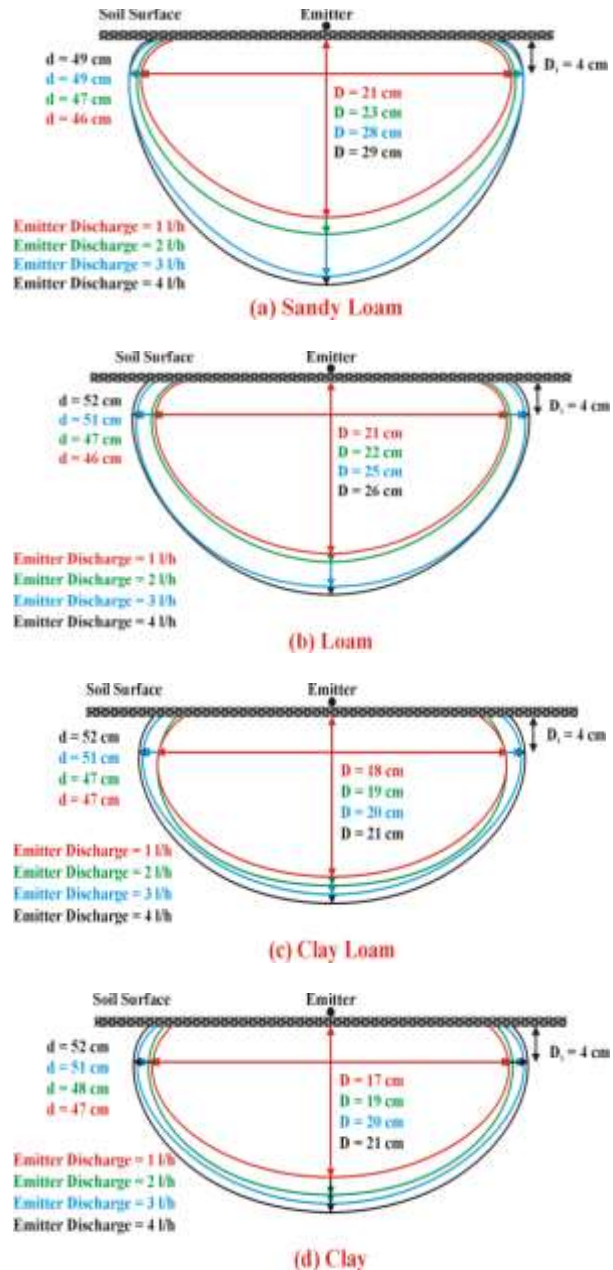 Soil Surface Emitter
d = 49 cm
d = 49 cm
d = 47 cm
d = 46 cm
D = 21 cm
D = 23 cm
D = 28 cm
D = 29 cm
D₁ = 4 cm
Emitter Discharge = 1 l/h
Emitter Discharge = 2 l/h
Emitter Discharge = 3 l/h
Emitter Discharge = 4 l/h
(a) Sandy Loam
Soil Surface Emitter
d = 52 cm
d = 51 cm
d = 47 cm
d = 46 cm
D = 21 cm
D = 22 cm
D = 25 cm
D = 26 cm
D₁ = 4 cm
Emitter Discharge = 1 l/h
Emitter Discharge = 2 l/h
Emitter Discharge = 3 l/h
Emitter Discharge = 4 l/h
(b) Loam
Soil Surface Emitter
d = 52 cm
d = 51 cm
d = 47 cm
d = 47 cm
D = 18 cm
D = 19 cm
D = 20 cm
D = 21 cm
D₁ = 4 cm
Emitter Discharge = 1 l/h
Emitter Discharge = 2 l/h
Emitter Discharge = 3 l/h
Emitter Discharge = 4 l/h
(c) Clay Loam
Soil Surface Emitter
d = 52 cm
d = 51 cm
d = 48 cm
d = 47 cm
D = 17 cm
D = 19 cm
D = 20 cm
D = 21 cm
D₁ = 4 cm
Emitter Discharge = 1 l/h
Emitter Discharge = 2 l/h
Emitter Discharge = 3 l/h
Emitter Discharge = 4 l/h
(d) Clay